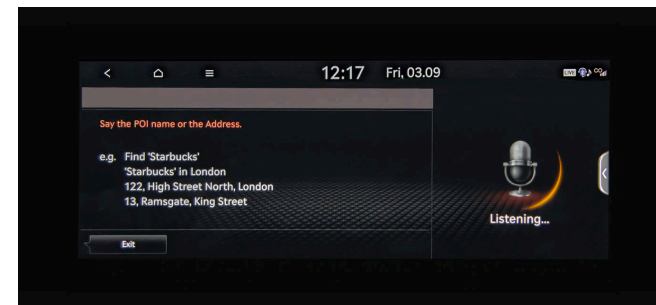 12:17 Fri, 03.09
LIVE
Say the POI name or the Address.
e.g. Find 'Starbucks'
'Starbucks' in London
122, High Street North, London
13, Ramsgate, King Street
Listening...
Exit